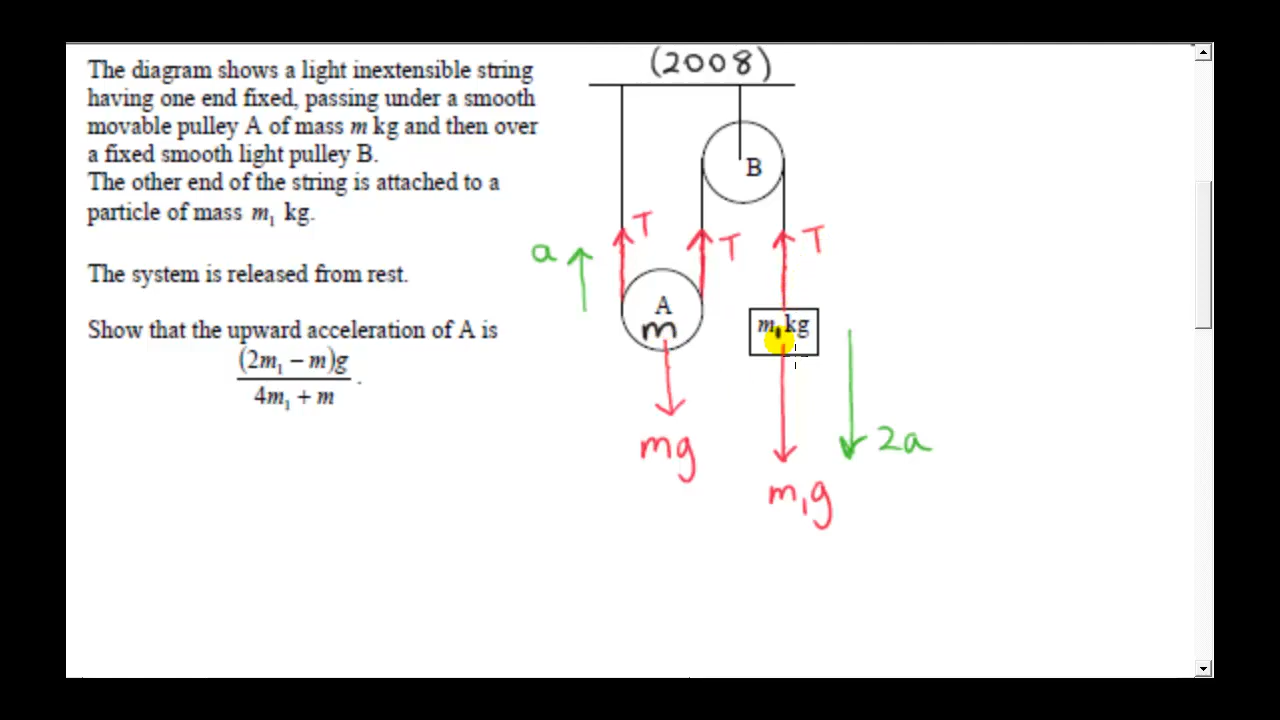 The diagram shows a light inextensible string
having one end fixed, passing under a smooth
movable pulley A of mass m kg and then over
a fixed smooth light pulley B.
The other end of the string is attached to a
particle of mass m₁ kg.
The system is released from rest.
Show that the upward acceleration of A is
(2m₁ − m)g
4m₁ + m .
(2008)
B
T
T
T
a
A
m
m₁ kg
mg
2a
m₁g